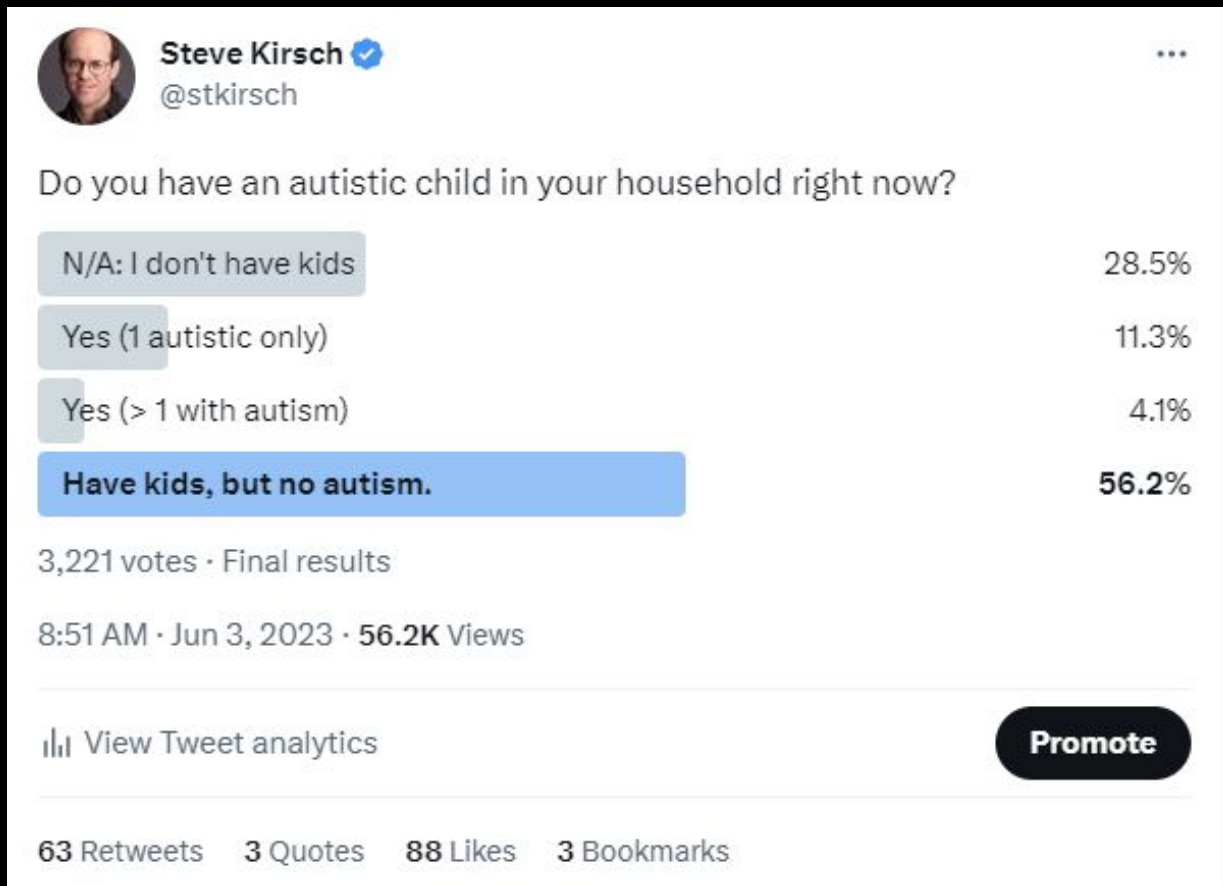 Steve Kirsch
@stkirsch
Do you have an autistic child in your household right now?
N/A: I don't have kids 28.5%
Yes (1 autistic only) 11.3%
Yes (> 1 with autism) 4.1%
Have kids, but no autism. 56.2%
3,221 votes · Final results
8:51 AM · Jun 3, 2023 · 56.2K Views
View Tweet analytics Promote
63 Retweets 3 Quotes 88 Likes 3 Bookmarks